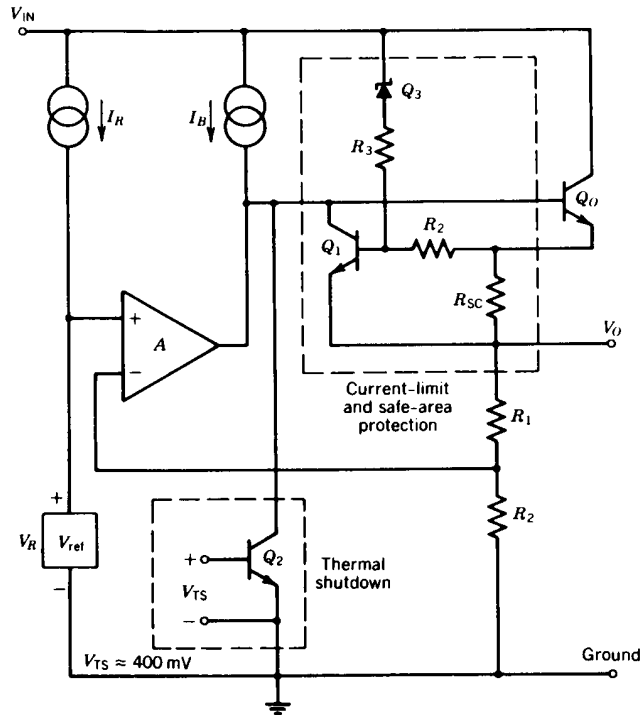 V_IN
I_R
I_B
Q_3
R_3
Q_O
Q_1
R_2
R_SC
V_O
+
A
−
Current-limit
and safe-area
protection
R_1
+
V_R
V_ref
−
+
Q_2
V_TS
−
Thermal
shutdown
R_2
V_TS ≈ 400 mV
Ground